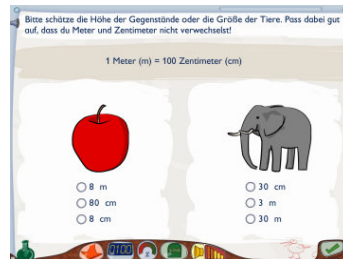 Bitte schätze die Höhe der Gegenstände oder die Größe der Tiere. Pass dabei gut
auf, dass du Meter und Zentimeter nicht verwechselst!
1 Meter (m) = 100 Zentimeter (cm)
8 m
80 cm
8 cm
30 cm
3 m
30 m